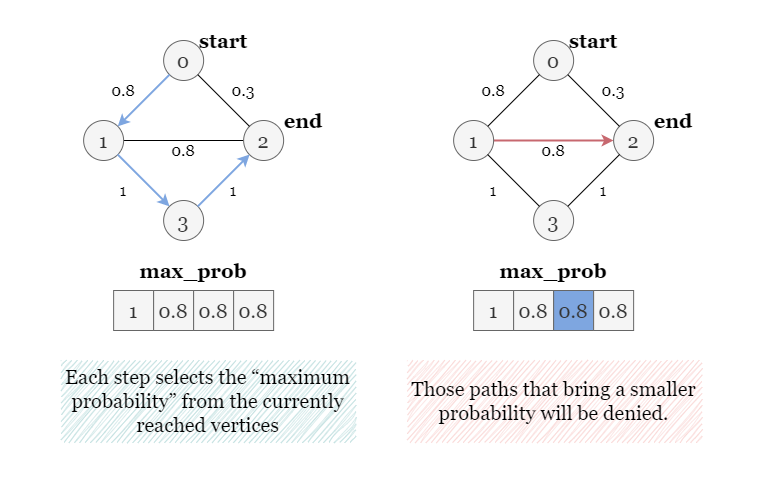 start
0
0.8
0.3
1
end
2
0.8
1
1
3
max_prob
1 0.8 0.8 0.8
Each step selects the “maximum
probability” from the currently
reached vertices
start
0
0.8
0.3
1
end
2
0.8
1
1
3
max_prob
1 0.8 0.8 0.8
Those paths that bring a smaller
probability will be denied.